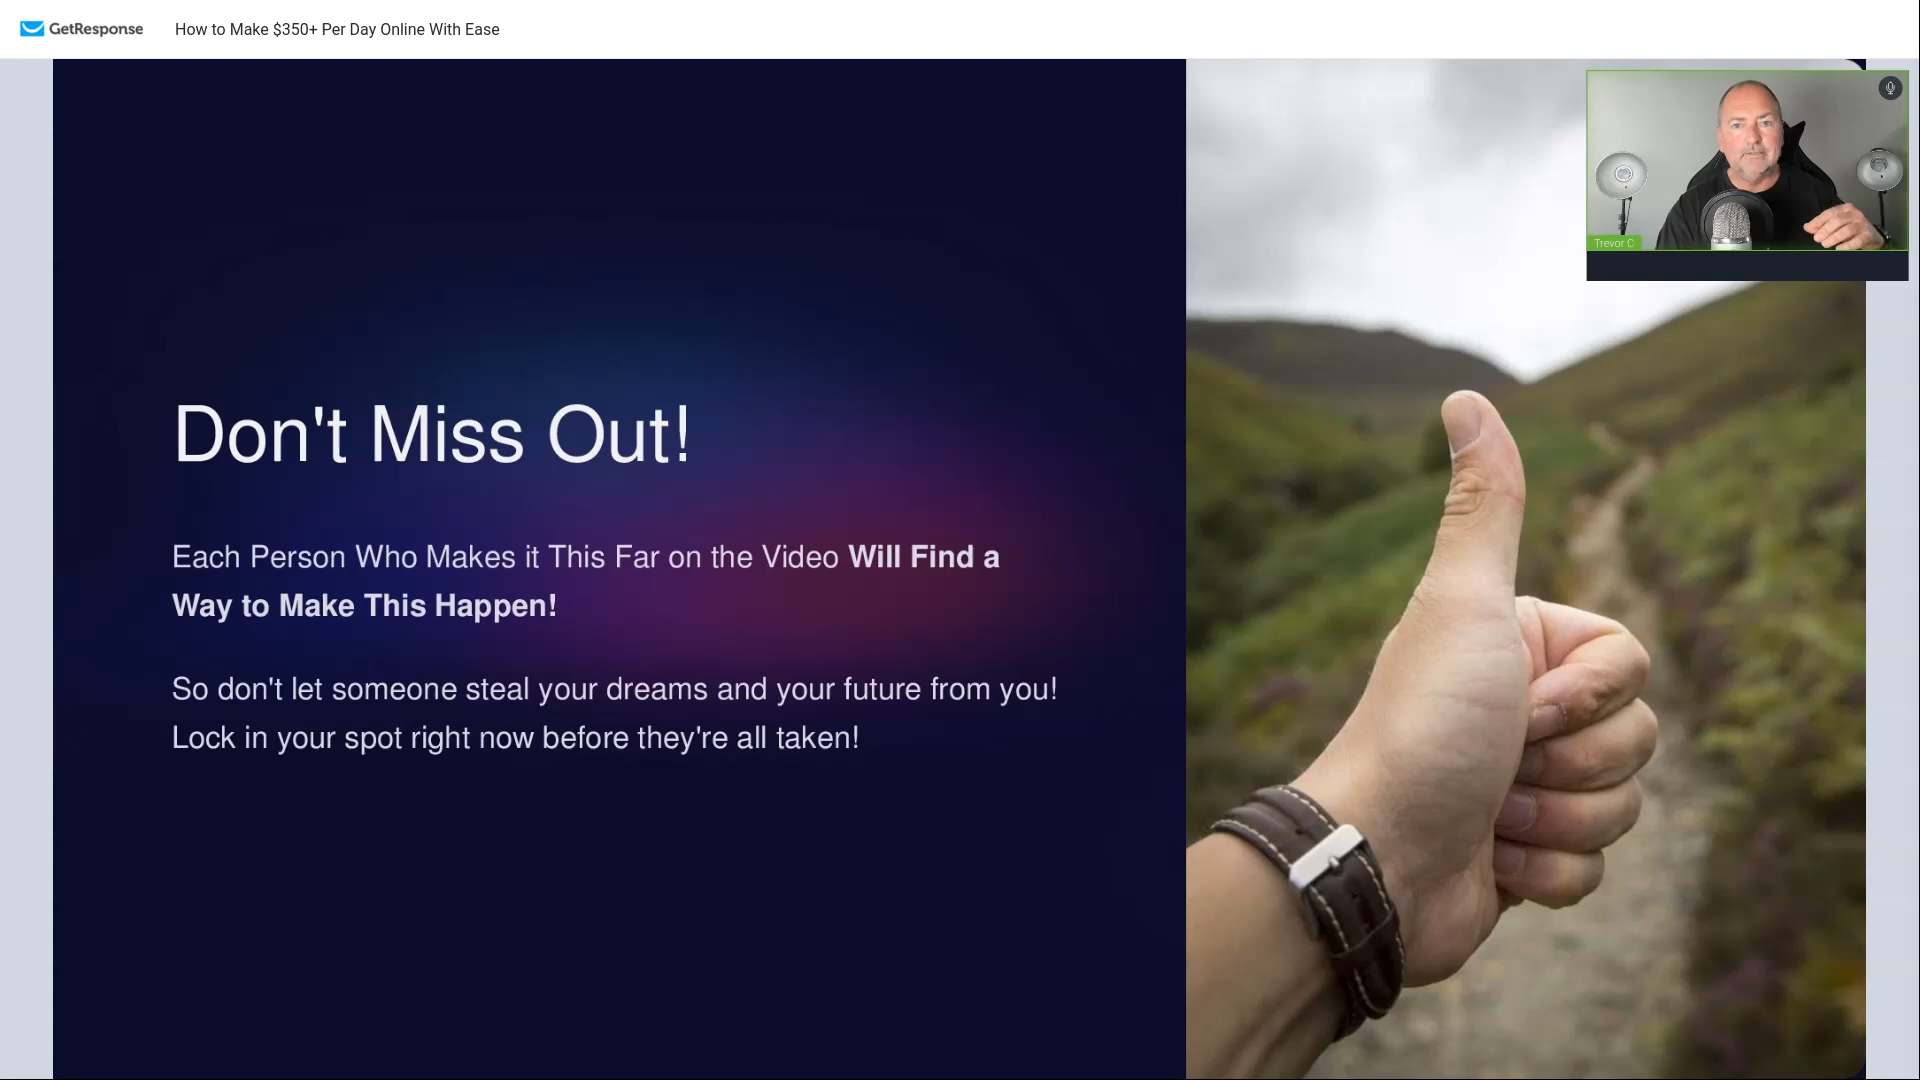 GetResponse
How to Make $350+ Per Day Online With Ease
Trevor C
Don't Miss Out!
Each Person Who Makes it This Far on the Video Will Find a
Way to Make This Happen!
So don't let someone steal your dreams and your future from you!
Lock in your spot right now before they're all taken!